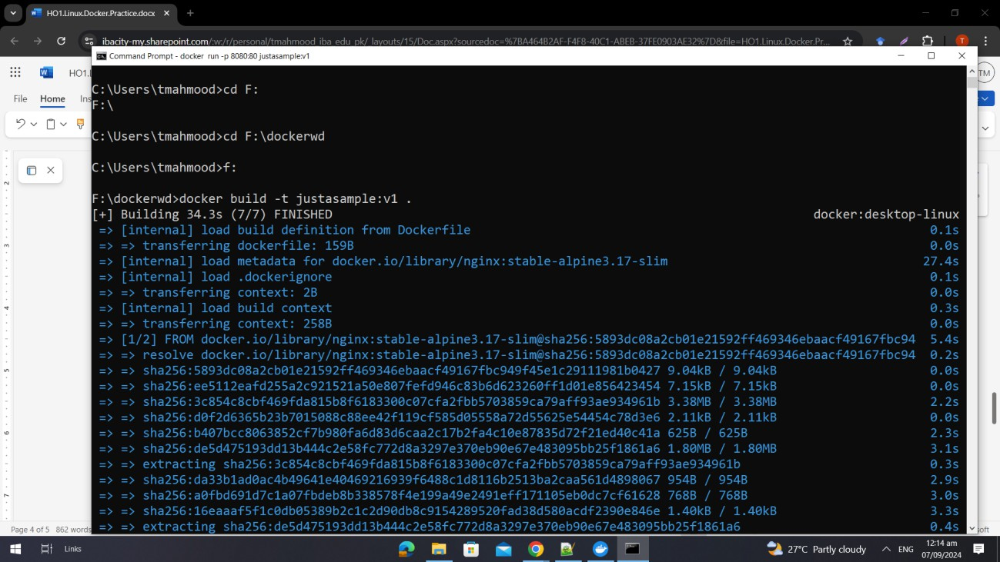 HO1.Linux.Docker.Practice.docx
ibacity-my.sharepoint.com/:w:/r/personal/tmahmood_iba_edu_pk/_layouts/15/Doc.aspx?sourcedoc=%7BA464B2AF-F4F8-40C1-ABEB-37FE0903AE32%7D&file=HO1.Linux.Docker.Pr...
T
Command Prompt - docker run -p 8080:80 justasample:v1
HO1.l
TM
File Home Ins
C:\Users\tmahmood>cd F:
F:\
C:\Users\tmahmood>cd F:\dockerwd
C:\Users\tmahmood>f:
F:\dockerwd>docker build -t justasample:v1 .
[+] Building 34.3s (7/7) FINISHED docker:desktop-linux
=> [internal] load build definition from Dockerfile 0.1s
=> => transferring dockerfile: 159B 0.0s
=> [internal] load metadata for docker.io/library/nginx:stable-alpine3.17-slim 27.4s
=> [internal] load .dockerignore 0.1s
=> => transferring context: 2B 0.0s
=> [internal] load build context 0.3s
=> => transferring context: 258B 0.0s
=> [1/2] FROM docker.io/library/nginx:stable-alpine3.17-slim@sha256:5893dc08a2cb01e21592ff469346ebaacf49167fbc94 5.4s
=> => resolve docker.io/library/nginx:stable-alpine3.17-slim@sha256:5893dc08a2cb01e21592ff469346ebaacf49167fbc94 0.2s
=> => sha256:5893dc08a2cb01e21592ff469346ebaacf49167fbc949f45e1c29111981b0427 9.04kB / 9.04kB 0.0s
=> => sha256:ee5112eafd255a2c921521a50e807fefd946c83b6d623260ff1d01e856423454 7.15kB / 7.15kB 0.0s
=> => sha256:3c854c8cbf469fda815b8f6183300c07cfa2fbb5703859ca79aff93ae934961b 3.38MB / 3.38MB 2.2s
=> => sha256:d0f2d6365b23b7015088c88ee42f119cf585d05558a72d55625e54454c78d3e6 2.11kB / 2.11kB 0.0s
=> => sha256:b407bcc8063852cf7b980fa6d83d6caa2c17b2fa4c10e87835d72f21ed40c41a 625B / 625B 2.3s
=> => sha256:de5d475193dd13b444c2e58fc772d8a3297e370eb90e67e483095bb25f1861a6 1.80MB / 1.80MB 3.1s
=> => extracting sha256:3c854c8cbf469fda815b8f6183300c07cfa2fbb5703859ca79aff93ae934961b 0.3s
=> => sha256:da33b1ad0ac4b49641e40469216939f6488c1d8116b2513ba2caa561d4898067 954B / 954B 2.9s
=> => sha256:a0fbd691d7c1a07fbdeb8b338578f4e199a49e2491eff171105eb0dc7cf61628 768B / 768B 3.0s
=> => sha256:16eaaaf5f1c0db05389b2c1c2d90db8c9154289520fad38d580acdf2390e846e 1.40kB / 1.40kB 3.3s
=> => extracting sha256:de5d475193dd13b444c2e58fc772d8a3297e370eb90e67e483095bb25f1861a6 0.4s
2
3
4
5
6
7
Page 4 of 5 862 words
soft
Links
27°C Partly cloudy
ENG
12:14 am
07/09/2024